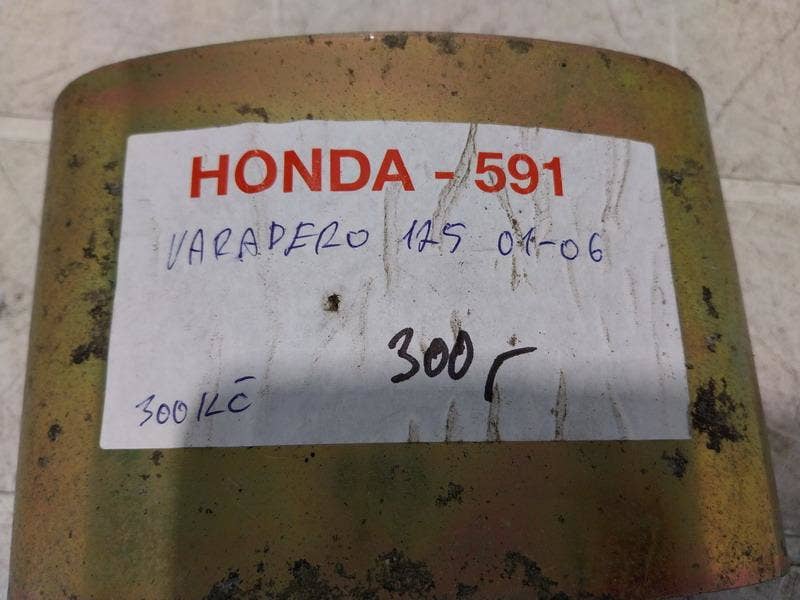 HONDA - 591
VARADERO 125 01-06
300,-
300 Kč